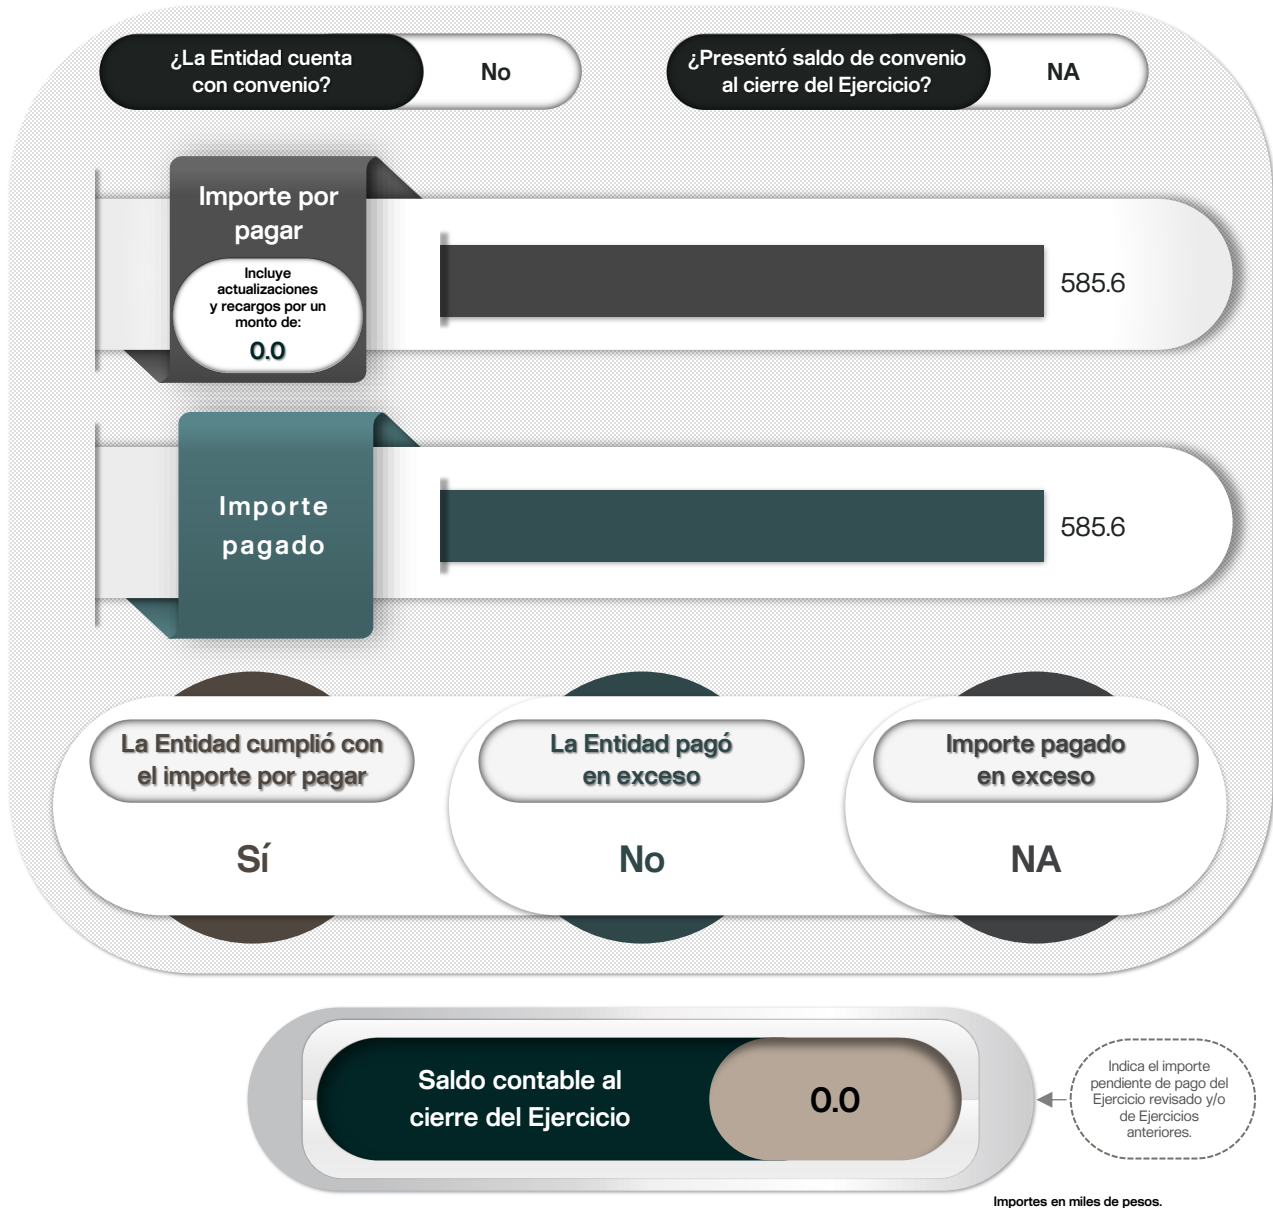 ¿La Entidad cuenta
con convenio?
No
¿Presentó saldo de convenio
al cierre del Ejercicio?
NA
Importe por
pagar
Incluye
actualizaciones
y recargos por un
monto de:
0.0
585.6
Importe
pagado
585.6
La Entidad cumplió con
el importe por pagar
Sí
La Entidad pagó
en exceso
No
Importe pagado
en exceso
NA
Saldo contable al
cierre del Ejercicio
0.0
Indica el importe
pendiente de pago del
Ejercicio revisado y/o
de Ejercicios
anteriores.
Importes en miles de pesos.